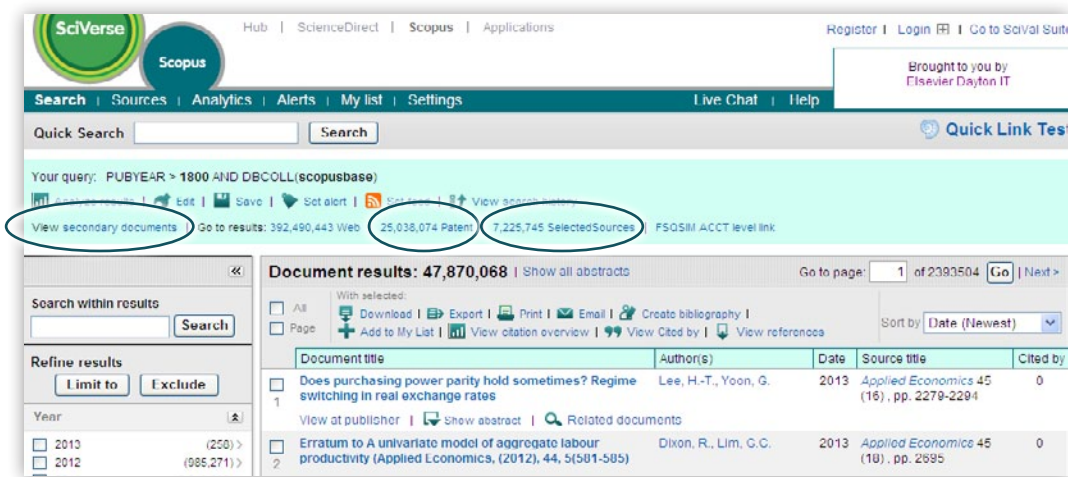 SciVerse
Scopus
Hub | ScienceDirect | Scopus | Applications
Register | Login | Go to SciVal Suite
Brought to you by
Elsevier Dayton IT
Search | Sources | Analytics | Alerts | My list | Settings
Live Chat | Help
Quick Search Search
Quick Link Test
Your query: PUBYEAR > 1800 AND DBCOLL(scopusbase)
Analyze results | Edit | Save | Set alert | Set feed | View search history
View secondary documents | Go to results: 392,490,443 Web | 25,038,074 Patent | 7,225,745 SelectedSources | FSQSIM ACCT level link
Document results: 47,870,068 | Show all abstracts
Go to page: 1 of 2393504 Go | Next >
Search within results
Search
Refine results
Limit to Exclude
Year
2013 (258) >
2012 (985,271) >
All
Page
With selected:
Download | Export | Print | Email | Create bibliography |
Add to My List | View citation overview | View Cited by | View references
Sort by Date (Newest)
Document title Author(s) Date Source title Cited by
1 Does purchasing power parity hold sometimes? Regime switching in real exchange rates
Lee, H.-T., Yoon, G. 2013 Applied Economics 45 (16), pp. 2279-2294 0
View at publisher | Show abstract | Related documents
2 Erratum to A univariate model of aggregate labour productivity (Applied Economics, (2012), 44, 5(581-585)
Dixon, R., Lim, G.C. 2013 Applied Economics 45 (18), pp. 2695 0